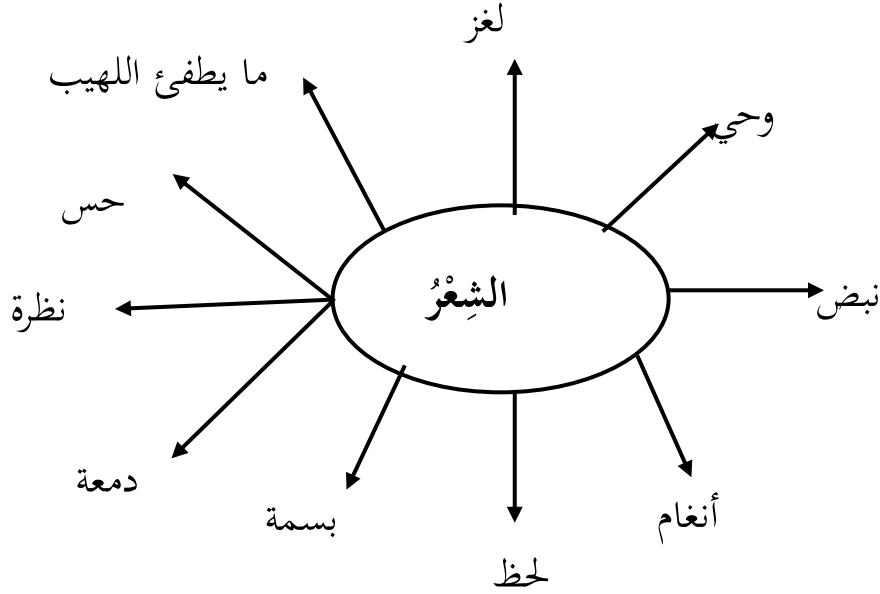 لغز
ما يطفئ اللهيب
وحي
حس
الشِعْرُ
نبض
نظرة
دمعة
بسمة
أنغام
لحظ